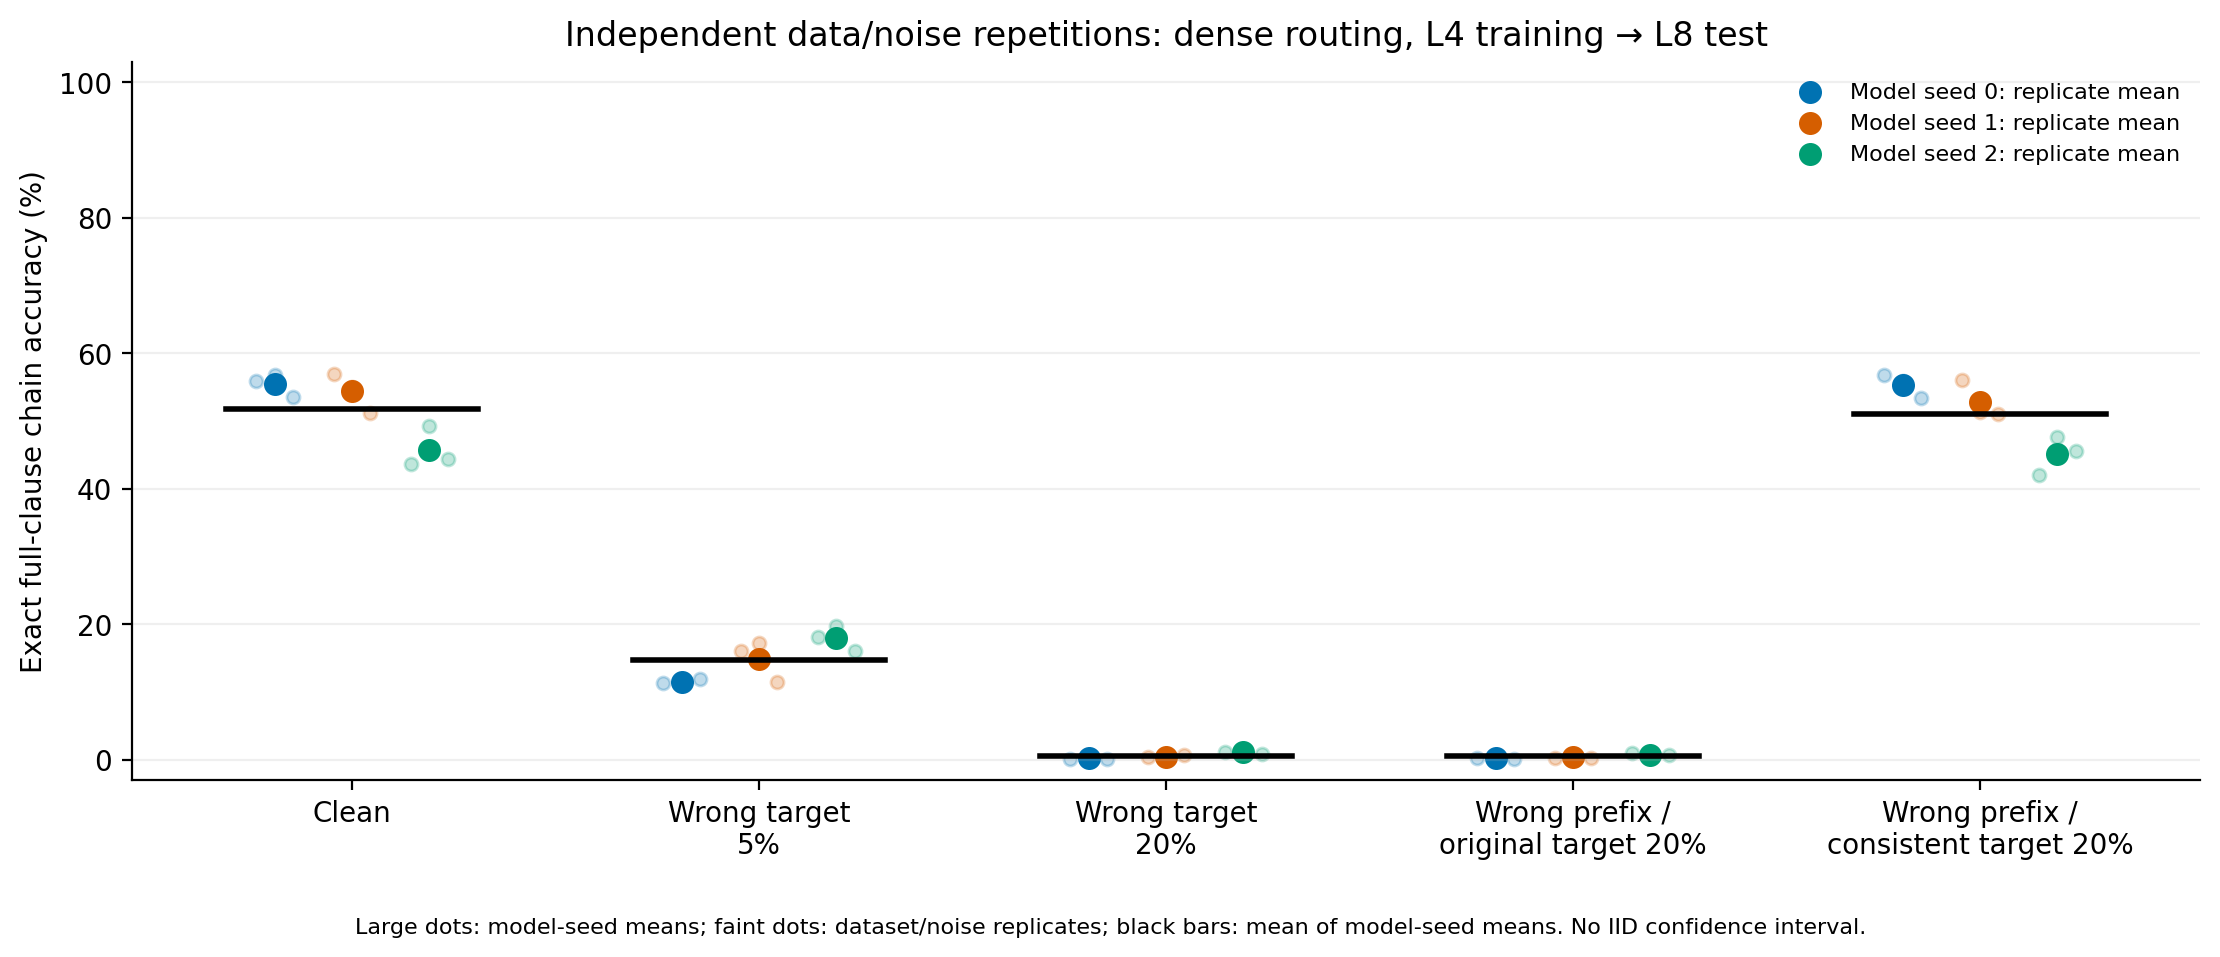 Independent data/noise repetitions: dense routing, L4 training → L8 test
Exact full-clause chain accuracy (%)
100
80
60
40
20
0
Model seed 0: replicate mean
Model seed 1: replicate mean
Model seed 2: replicate mean
Clean
Wrong target
5%
Wrong target
20%
Wrong prefix /
original target 20%
Wrong prefix /
consistent target 20%
Large dots: model-seed means; faint dots: dataset/noise replicates; black bars: mean of model-seed means. No IID confidence interval.